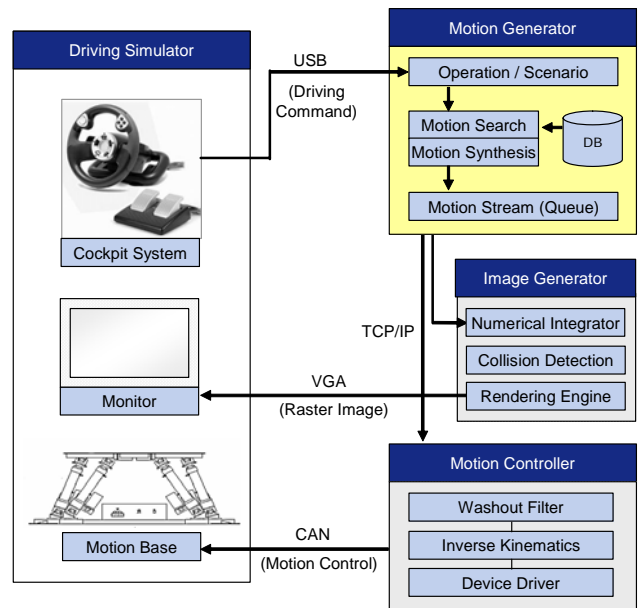 Driving Simulator
Cockpit System
Monitor
Motion Base
USB
(Driving
Command)
TCP/IP
VGA
(Raster Image)
CAN
(Motion Control)
Motion Generator
Operation / Scenario
Motion Search
Motion Synthesis
DB
Motion Stream (Queue)
Image Generator
Numerical Integrator
Collision Detection
Rendering Engine
Motion Controller
Washout Filter
Inverse Kinematics
Device Driver